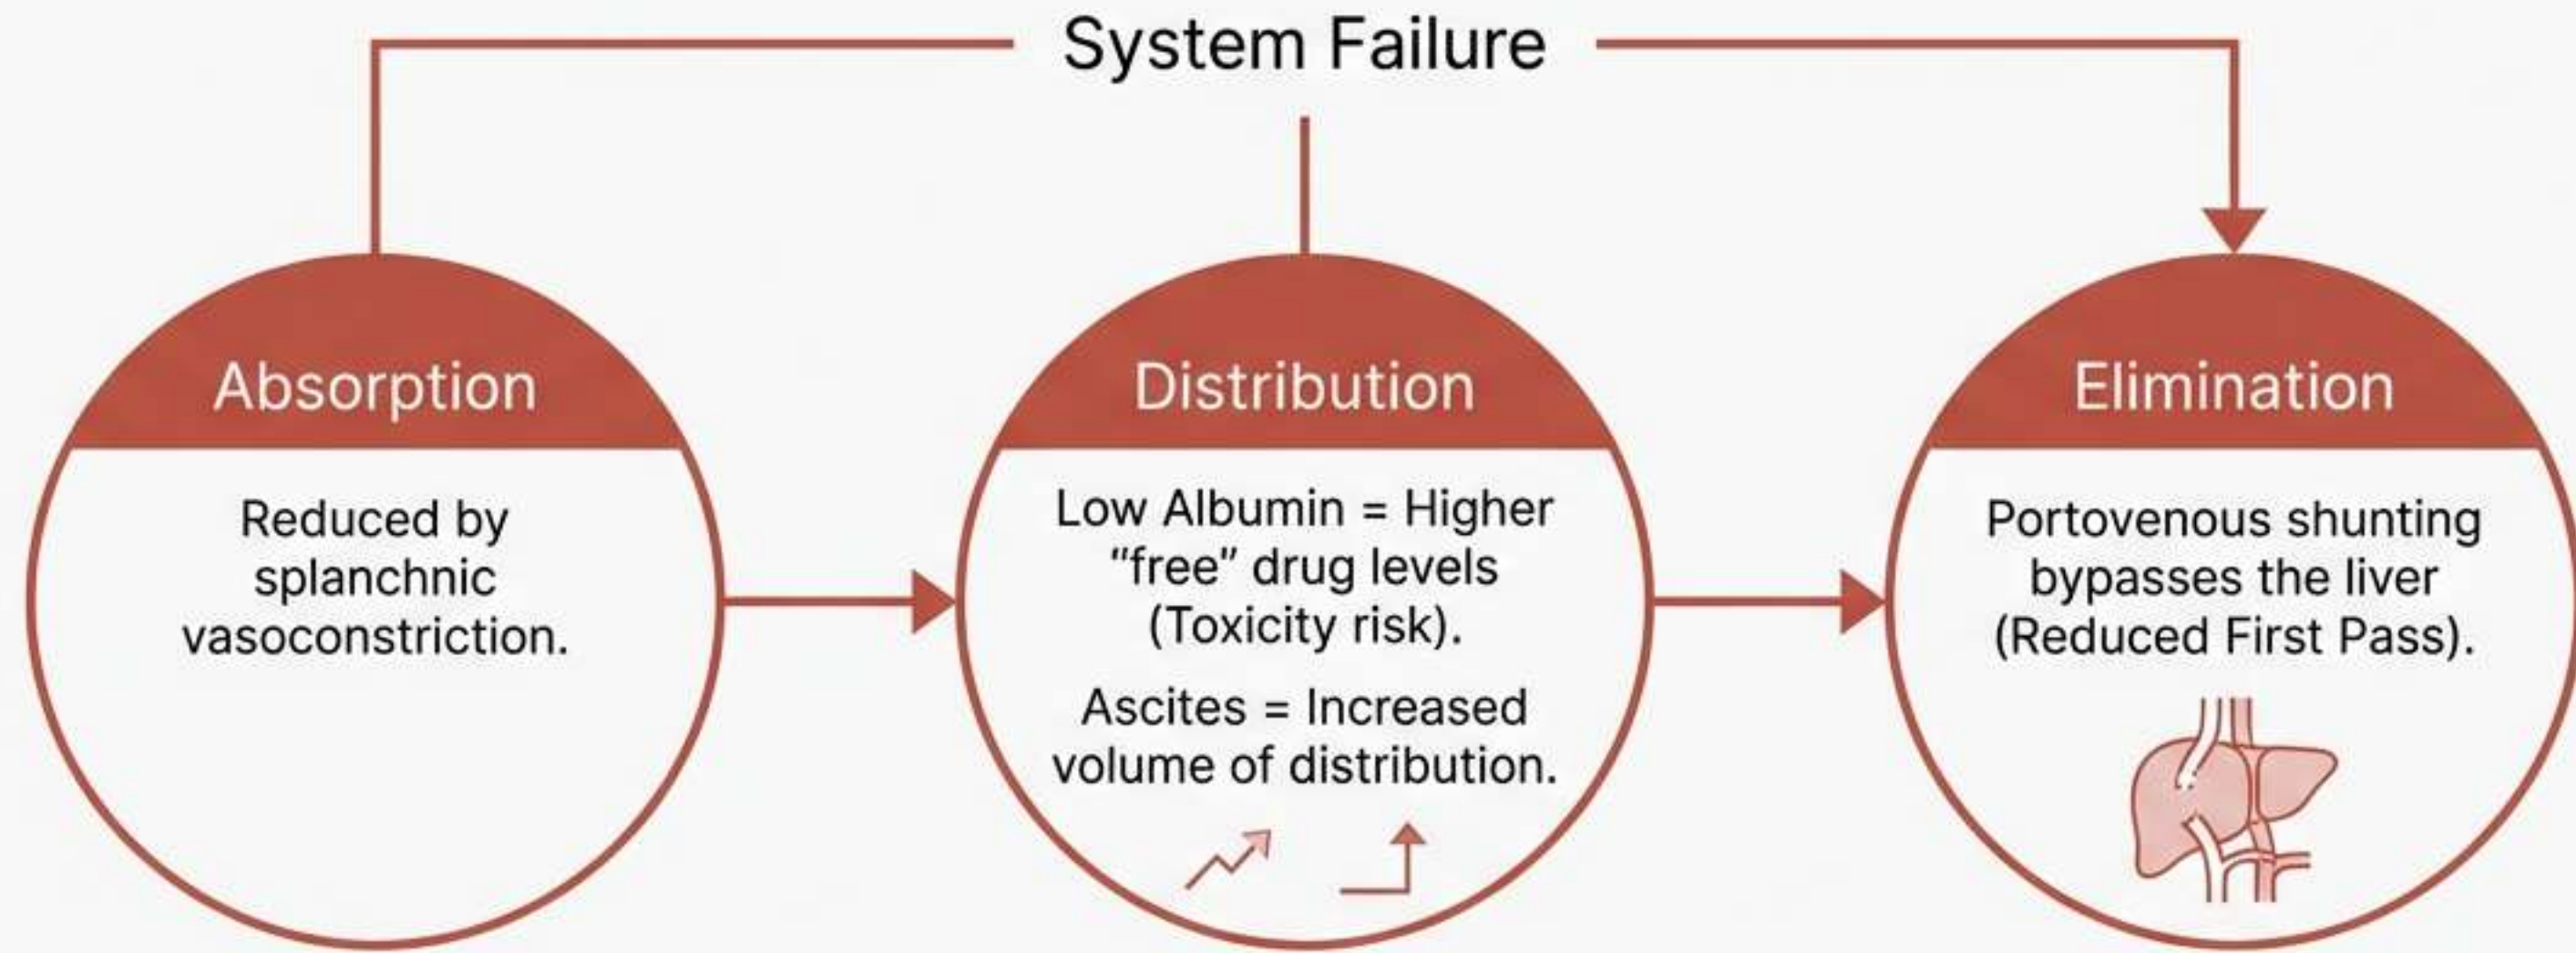 System Failure
Absorption
Reduced by
splanchnic
vasoconstriction.
Distribution
Low Albumin = Higher
“free” drug levels
(Toxicity risk).
Ascites = Increased
volume of distribution.
Elimination
Portovenous shunting
bypasses the liver
(Reduced First Pass).